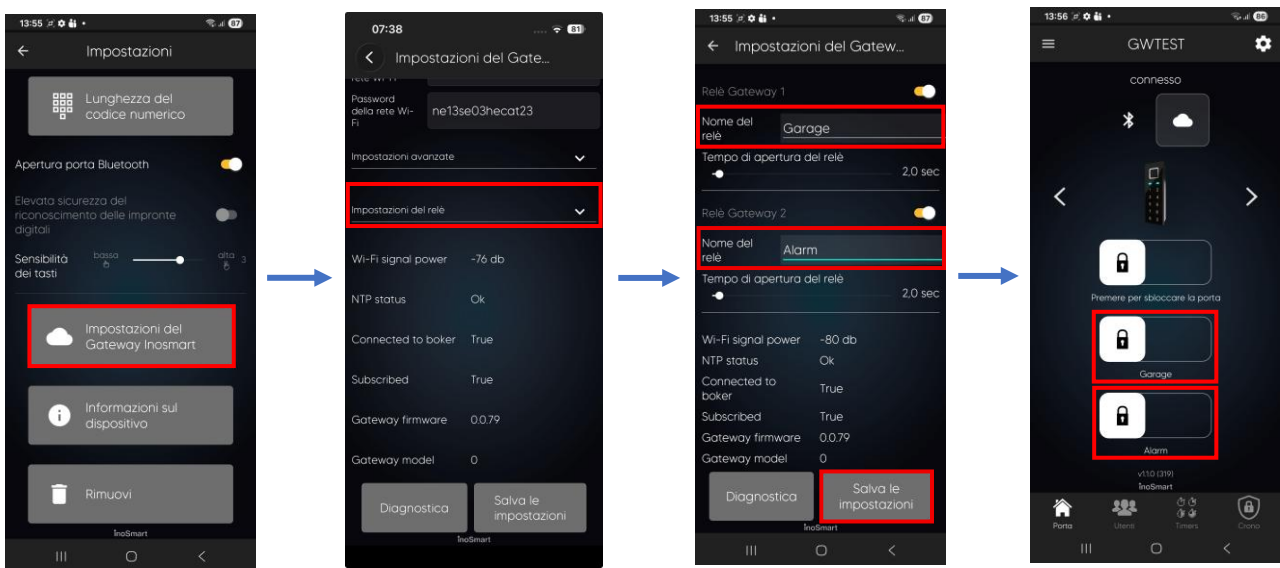 13:55
87
Impostazioni
Lunghezza del
codice numerico
Apertura porta Bluetooth
Elevata sicurezza del
riconoscimento delle impronte
digitali
Sensibilità
dei tasti
bassa
alta
3
Impostazioni del
Gateway Inosmart
Informazioni sul
dispositivo
Rimuovi
InoSmart
07:38
81
Impostazioni del Gate...
rete Wi-Fi
Password
della rete Wi-
Fi
ne13se03hecat23
Impostazioni avanzate
Impostazioni del relè
Wi-Fi signal power -76 db
NTP status Ok
Connected to boker True
Subscribed True
Gateway firmware 0.0.79
Gateway model 0
Diagnostica
Salva le
impostazioni
InoSmart
13:55
87
Impostazioni del Gatew...
Relè Gateway 1
Nome del
relè
Garage
Tempo di apertura del relè
2,0 sec
Relè Gateway 2
Nome del
relè
Alarm
Tempo di apertura del relè
2,0 sec
Wi-Fi signal power -80 db
NTP status Ok
Connected to
boker
True
Subscribed True
Gateway firmware 0.0.79
Gateway model 0
Diagnostica
Salva le
impostazioni
InoSmart
13:56
86
GWTEST
connesso
Premere per sbloccare la porta
Garage
Alarm
v1.1.0 (319)
InoSmart
Porta
Utenti
Timers
Crono